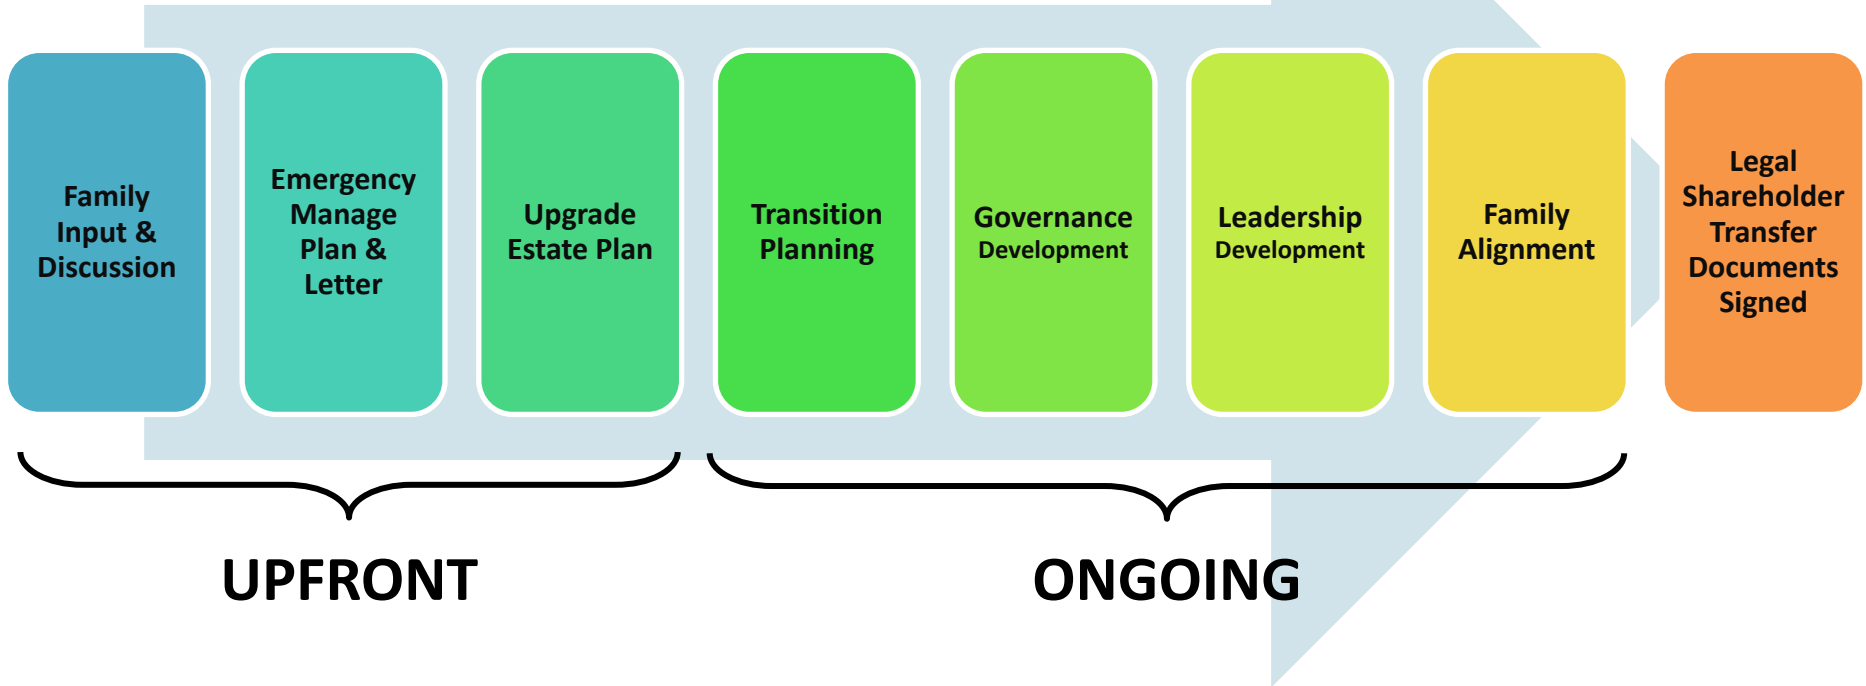 Family
Input &
Discussion
Emergency
Manage
Plan &
Letter
Upgrade
Estate Plan
Transition
Planning
Governance
Development
Leadership
Development
Family
Alignment
Legal
Shareholder
Transfer
Documents
Signed
UPFRONT
ONGOING